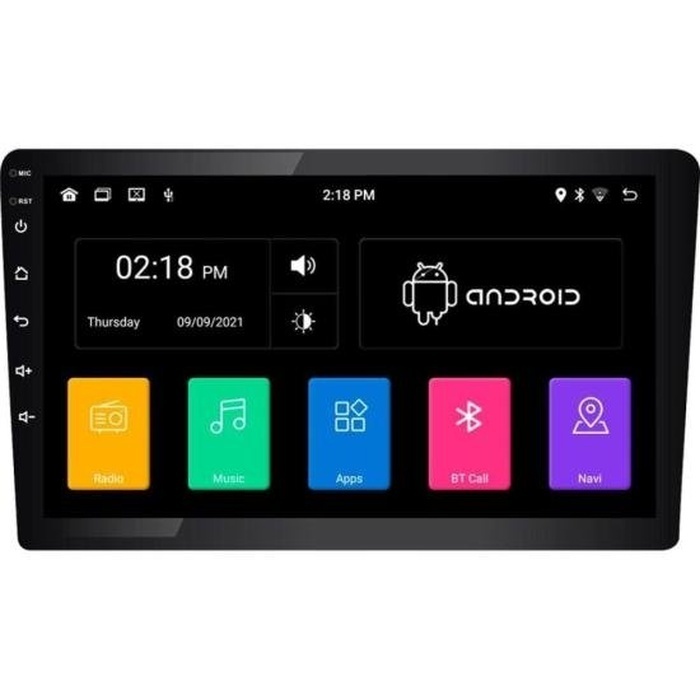 MIC
RST
2:18 PM
02:18 PM
Thursday 09/09/2021
ANDROID
Radio
Music
Apps
BT Call
Navi